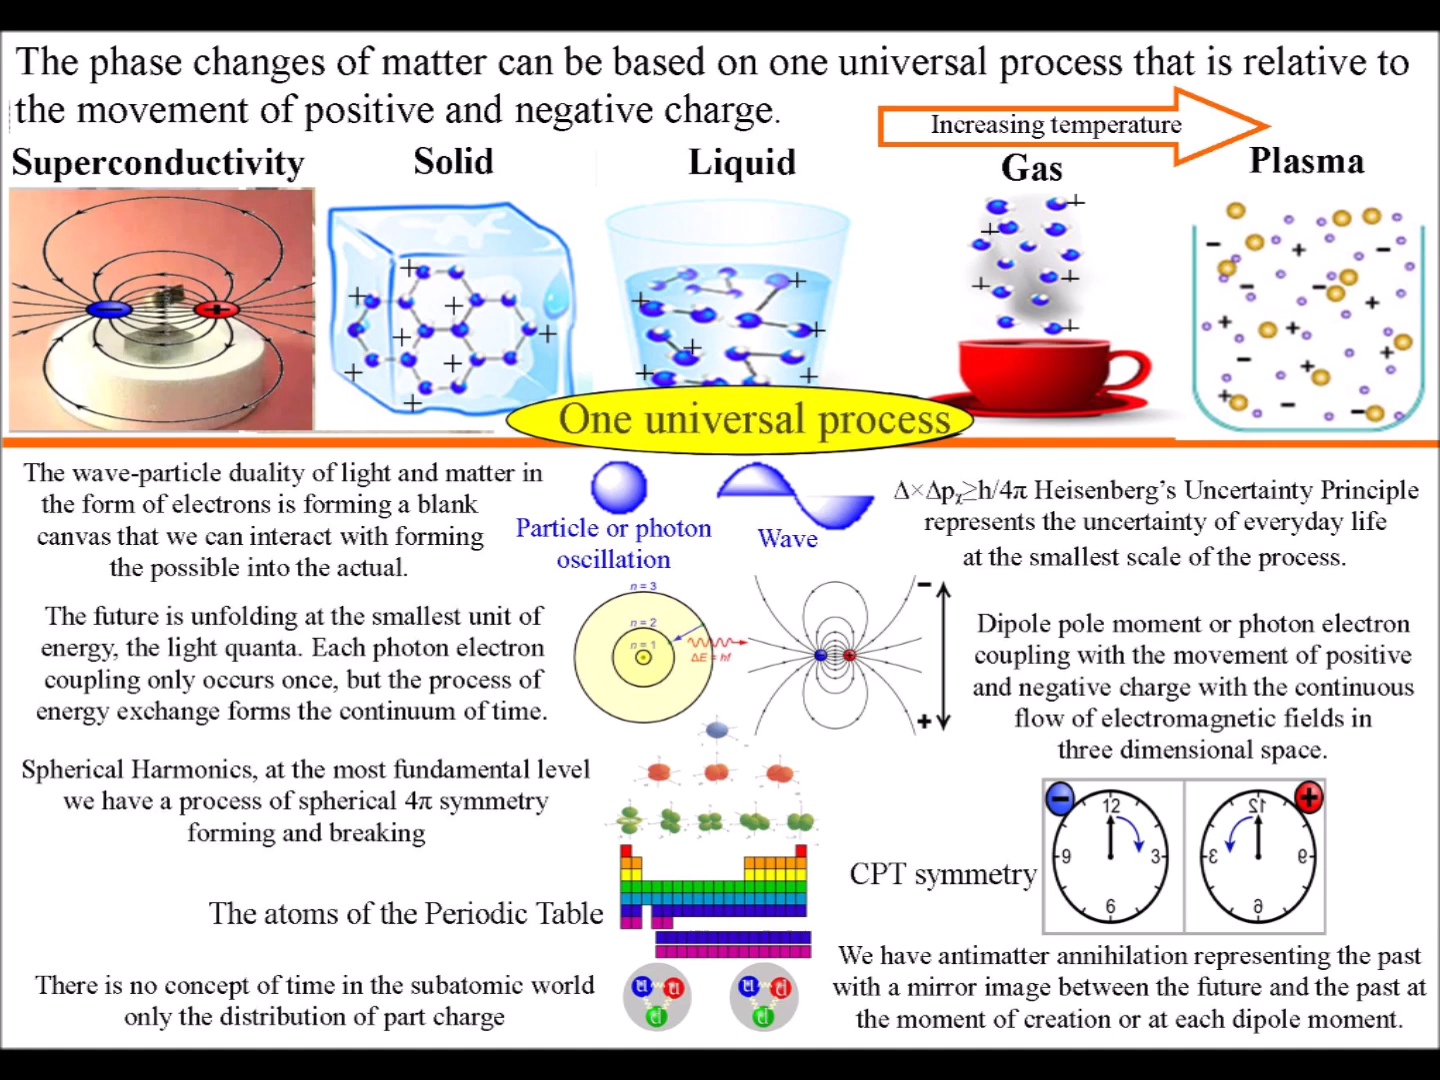 The phase changes of matter can be based on one universal process that is relative to
the movement of positive and negative charge.
Increasing temperature
Superconductivity
Solid
Liquid
Gas
Plasma
One universal process
The wave-particle duality of light and matter in
the form of electrons is forming a blank
canvas that we can interact with forming
the possible into the actual.
Particle or photon
oscillation
Wave
Δ×Δpₓ≥h/4π Heisenberg's Uncertainty Principle
represents the uncertainty of everyday life
at the smallest scale of the process.
The future is unfolding at the smallest unit of
energy, the light quanta. Each photon electron
coupling only occurs once, but the process of
energy exchange forms the continuum of time.
n = 3
n = 2
n = 1
ΔE = hf
−
+
Dipole pole moment or photon electron
coupling with the movement of positive
and negative charge with the continuous
flow of electromagnetic fields in
three dimensional space.
Spherical Harmonics, at the most fundamental level
we have a process of spherical 4π symmetry
forming and breaking
The atoms of the Periodic Table
CPT symmetry
− 12 3 6 9
+ 12 3 6 9
There is no concept of time in the subatomic world
only the distribution of part charge
u u d
u d d
We have antimatter annihilation representing the past
with a mirror image between the future and the past at
the moment of creation or at each dipole moment.